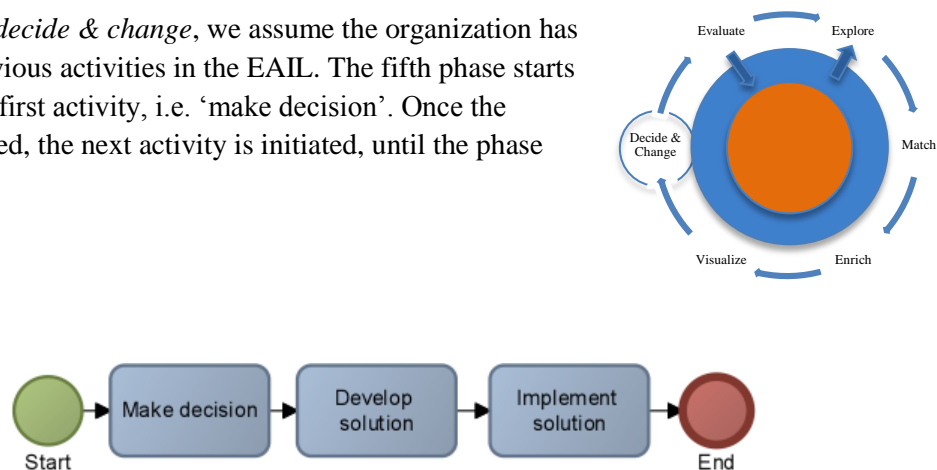 decide & change, we assume the organization has
vious activities in the EAIL. The fifth phase starts
first activity, i.e. ‘make decision’. Once the
ed, the next activity is initiated, until the phase
Evaluate
Explore
Decide &
Change
Match
Visualize
Enrich
Make decision
Develop
solution
Implement
solution
Start
End